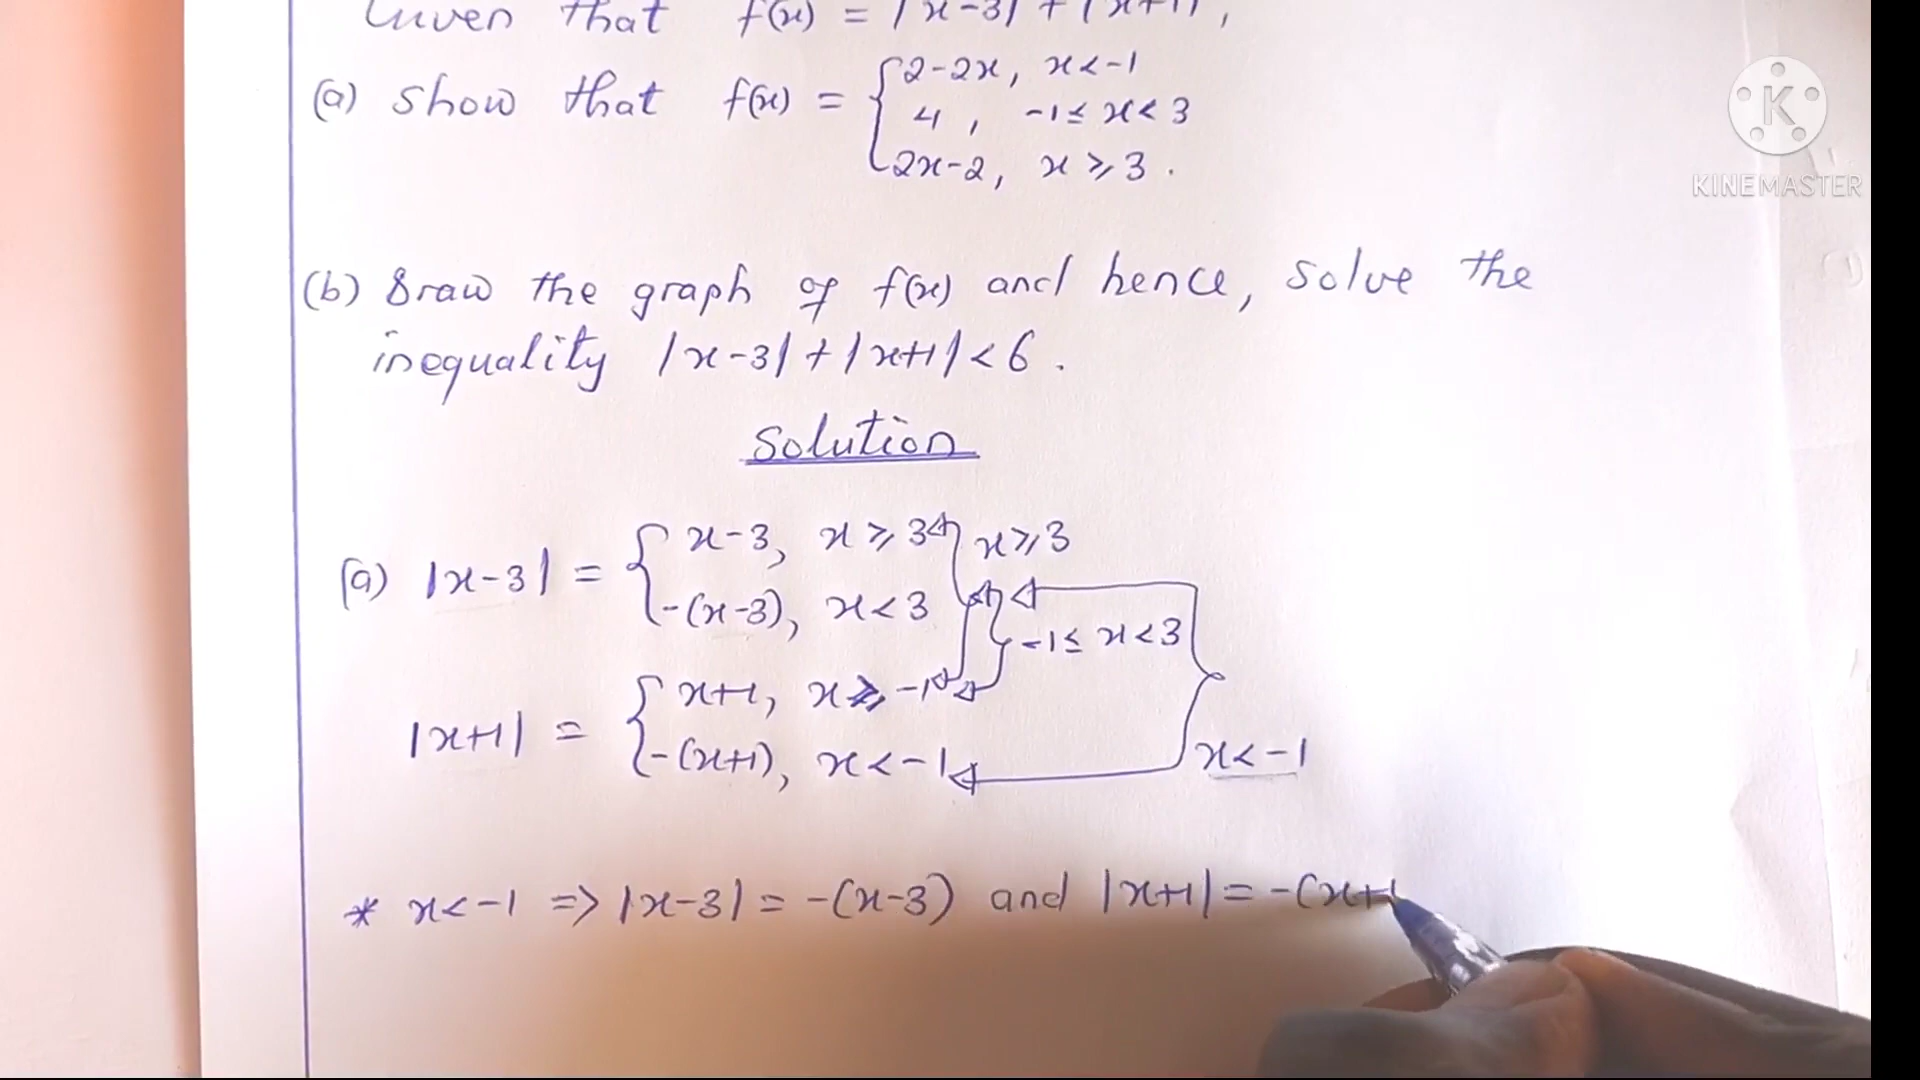 Given that f(x) = |x-3| + |x+1|,
(a) show that f(x) = { 2-2x, x<-1
4, -1≤ x< 3
2x-2, x ≥ 3.
KINEMASTER
(b) Draw the graph of f(x) and hence, solve the
inequality |x-3| + |x+1| < 6.
Solution
(a) |x-3| = { x-3, x ≥ 3 x ≥ 3
-(x-3), x < 3
-1≤ x < 3
|x+1| = { x+1, x ≥ -1
-(x+1), x < -1 x < -1
* x < -1 => |x-3| = -(x-3) and |x+1| = -(x+1